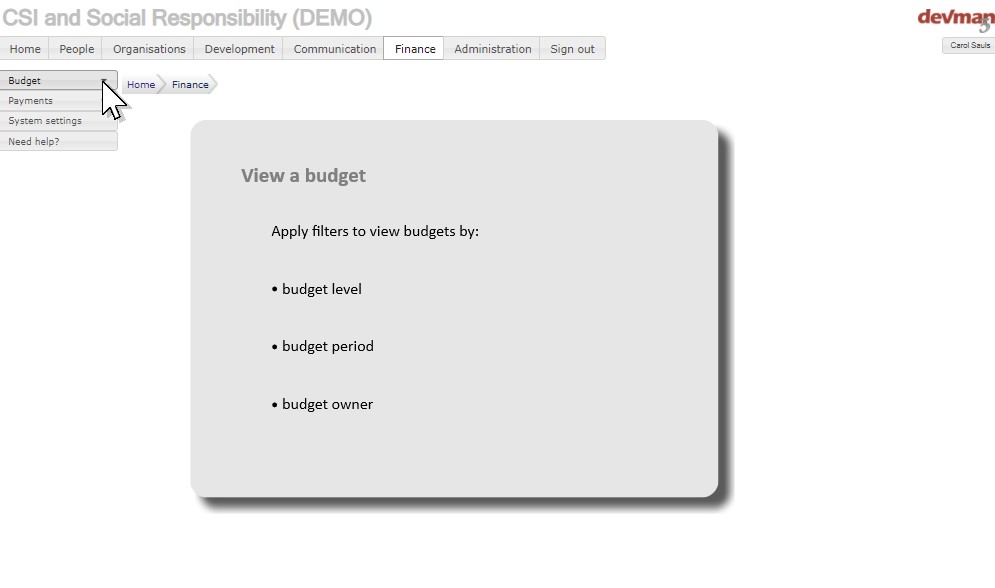 CSI and Social Responsibility (DEMO)
devman
3
Home People Organisations Development Communication Finance Administration Sign out
Carol Sauls
Budget
Home Finance
Payments
System settings
Need help?
View a budget
Apply filters to view budgets by:
• budget level
• budget period
• budget owner